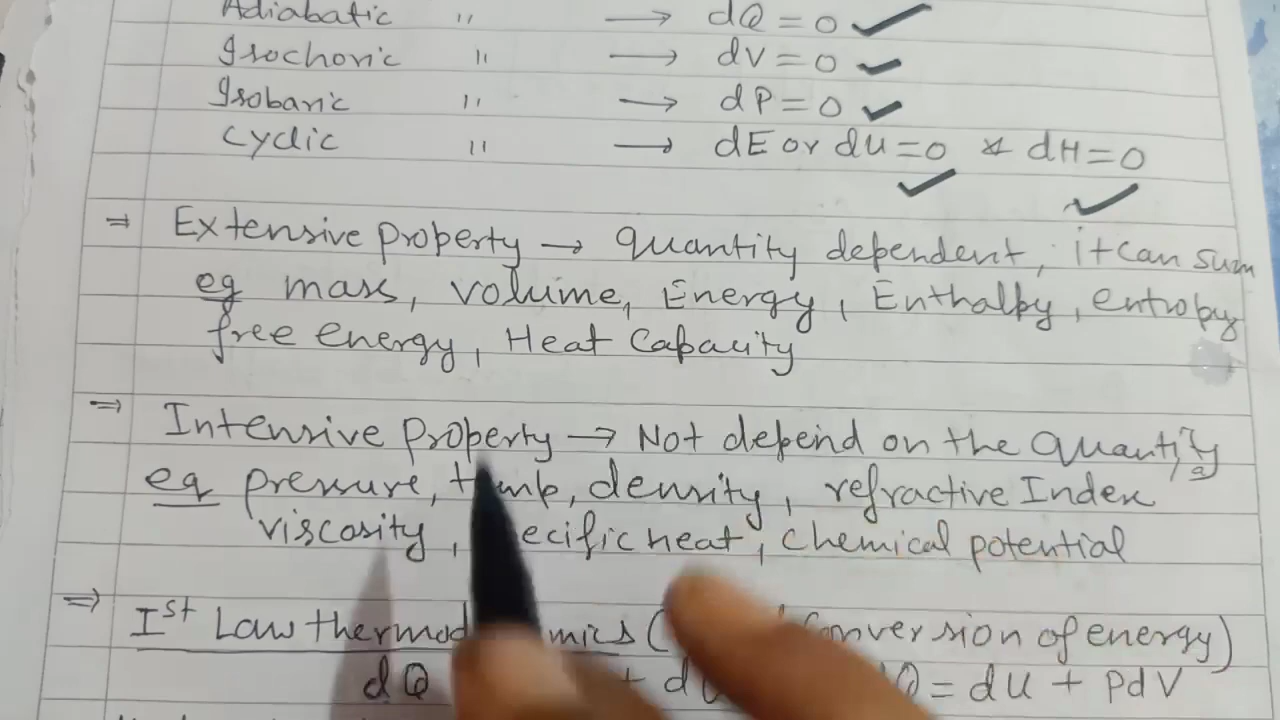 Adiabatic " → dQ = 0 ✓
Isochoric " → dV = 0 ✓
Isobaric " → dP = 0 ✓
Cyclic " → dE or dU = 0 & dH = 0
⇒ Extensive property → quantity dependent, it can sum
eg mass, volume, Energy, Enthalpy, entropy
free energy, Heat Capacity
⇒ Intensive property → Not depend on the quantity
eg pressure, density, refractive Index
viscosity, heat, chemical potential
⇒ Ist Law ( conversion of energy)
dQ + = dU + PdV